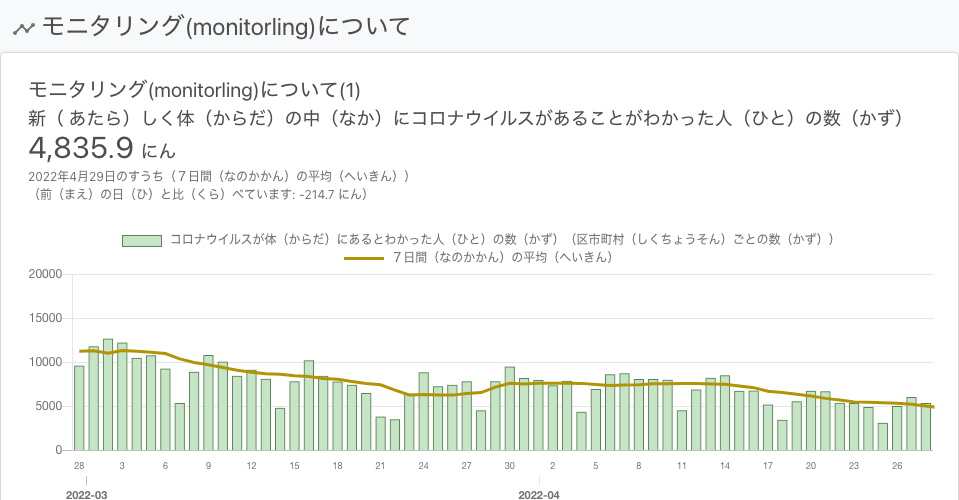 モニタリング(monitorling)について
モニタリング(monitorling)について(1)
新（ あたら）しく体（からだ）の中（なか）にコロナウイルスがあることがわかった人（ひと）の数（かず）
4,835.9 にん
2022年4月29日のすうち（７日間（なのかかん）の平均（へいきん））
（前（まえ）の日（ひ）と比（くら）べています: -214.7 にん）
コロナウイルスが体（からだ）にあるとわかった人（ひと）の数（かず）（区市町村（しくちょうそん）ごとの数（かず））
７日間（なのかかん）の平均（へいきん）
20000
15000
10000
5000
0
28 3 6 9 12 15 18 21 24 27 30 2 5 8 11 14 17 20 23 26
2022-03 2022-04